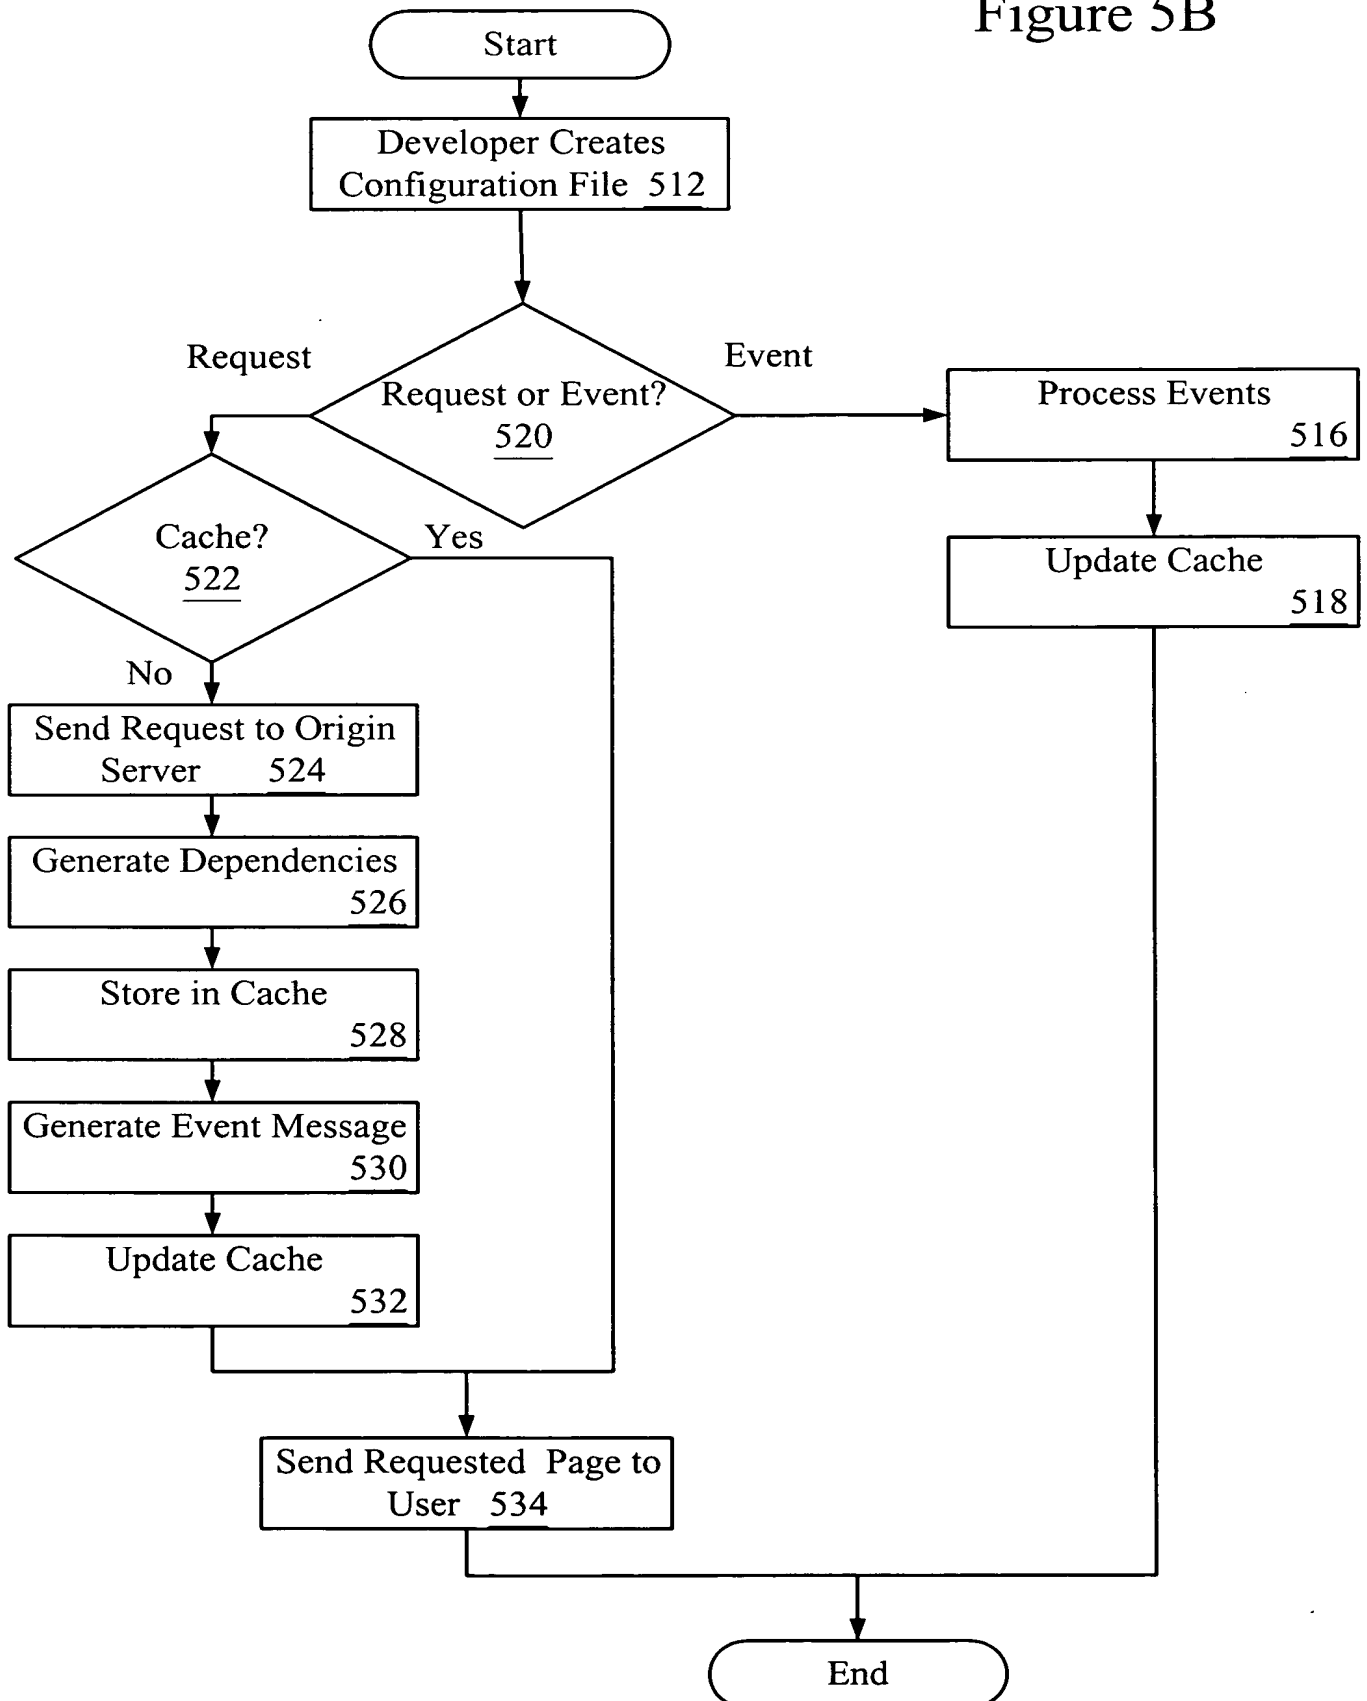 Figure 5B
Start
Developer Creates
Configuration File 512
Request
Event
Request or Event?
520
Process Events
516
Cache?
522
Yes
Update Cache
518
No
Send Request to Origin
Server 524
Generate Dependencies
526
Store in Cache
528
Generate Event Message
530
Update Cache
532
Send Requested Page to
User 534
End